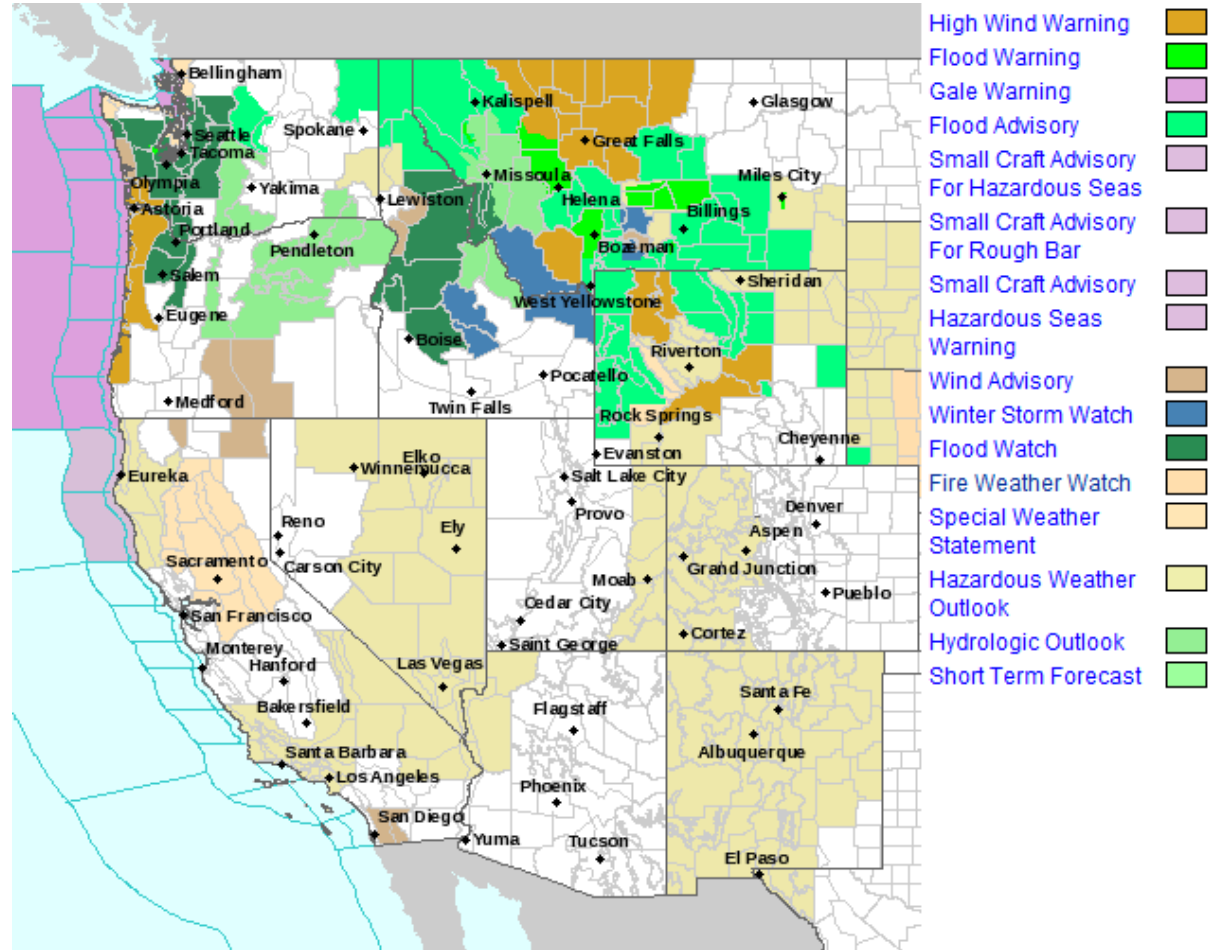 High Wind Warning
Flood Warning
Gale Warning
Flood Advisory
Small Craft Advisory
For Hazardous Seas
Small Craft Advisory
For Rough Bar
Small Craft Advisory
Hazardous Seas
Warning
Wind Advisory
Winter Storm Watch
Flood Watch
Fire Weather Watch
Special Weather
Statement
Hazardous Weather
Outlook
Hydrologic Outlook
Short Term Forecast
Bellingham
Kalispell
Glasgow
Seattle
Spokane
Great Falls
Tacoma
Missoula
Miles City
Olympia
Yakima
Lewiston
Helena
Astoria
Billings
Portland
Pendleton
Bozeman
Salem
Sheridan
West Yellowstone
Eugene
Boise
Riverton
Pocatello
Medford
Twin Falls
Rock Springs
Cheyenne
Elko
Evanston
Winnemucca
Eureka
Salt Lake City
Denver
Provo
Reno
Ely
Aspen
Sacramento
Carson City
Grand Junction
Moab
Pueblo
Cedar City
San Francisco
Cortez
Saint George
Monterey
Hanford
Las Vegas
Santa Fe
Bakersfield
Flagstaff
Santa Barbara
Albuquerque
Los Angeles
Phoenix
San Diego
Yuma
Tucson
El Paso